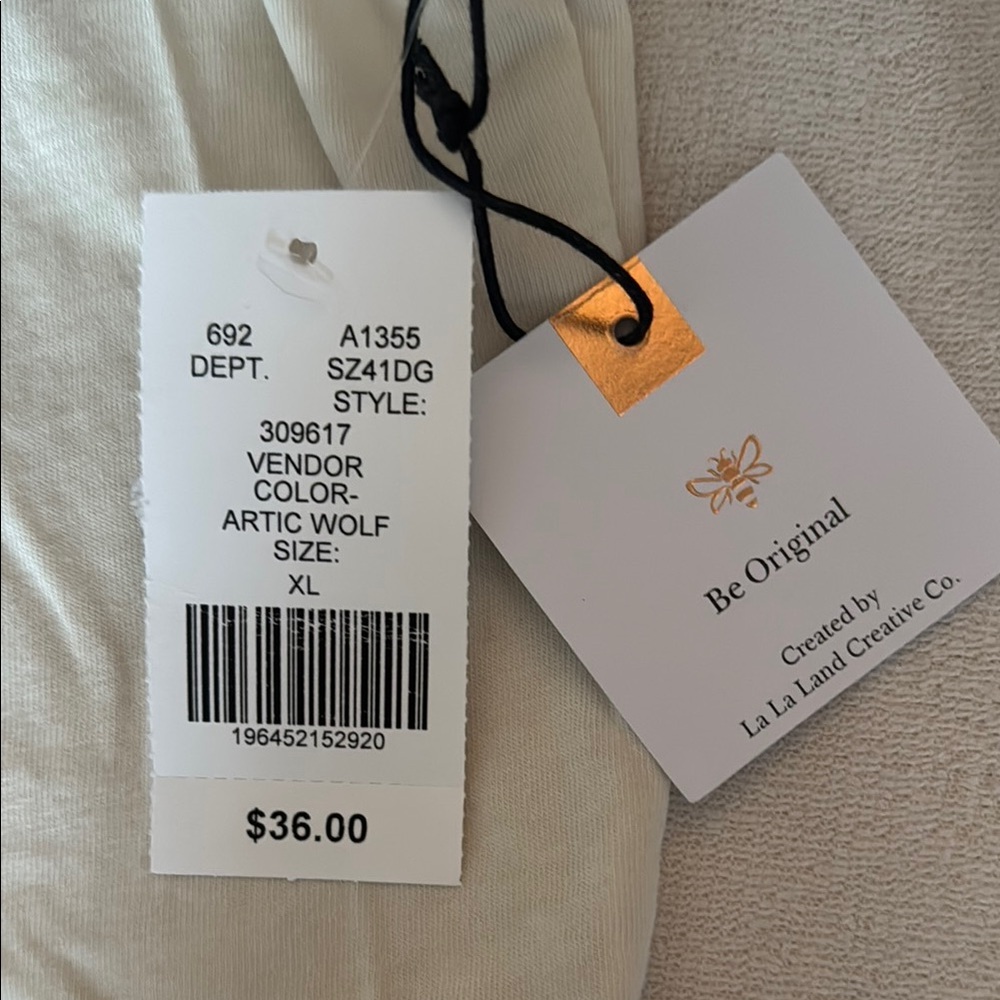 692 A1355
DEPT. SZ41DG
STYLE:
309617
VENDOR
COLOR-
ARTIC WOLF
SIZE:
XL
196452152920
$36.00
Be Original
Created by
La La Land Creative Co.